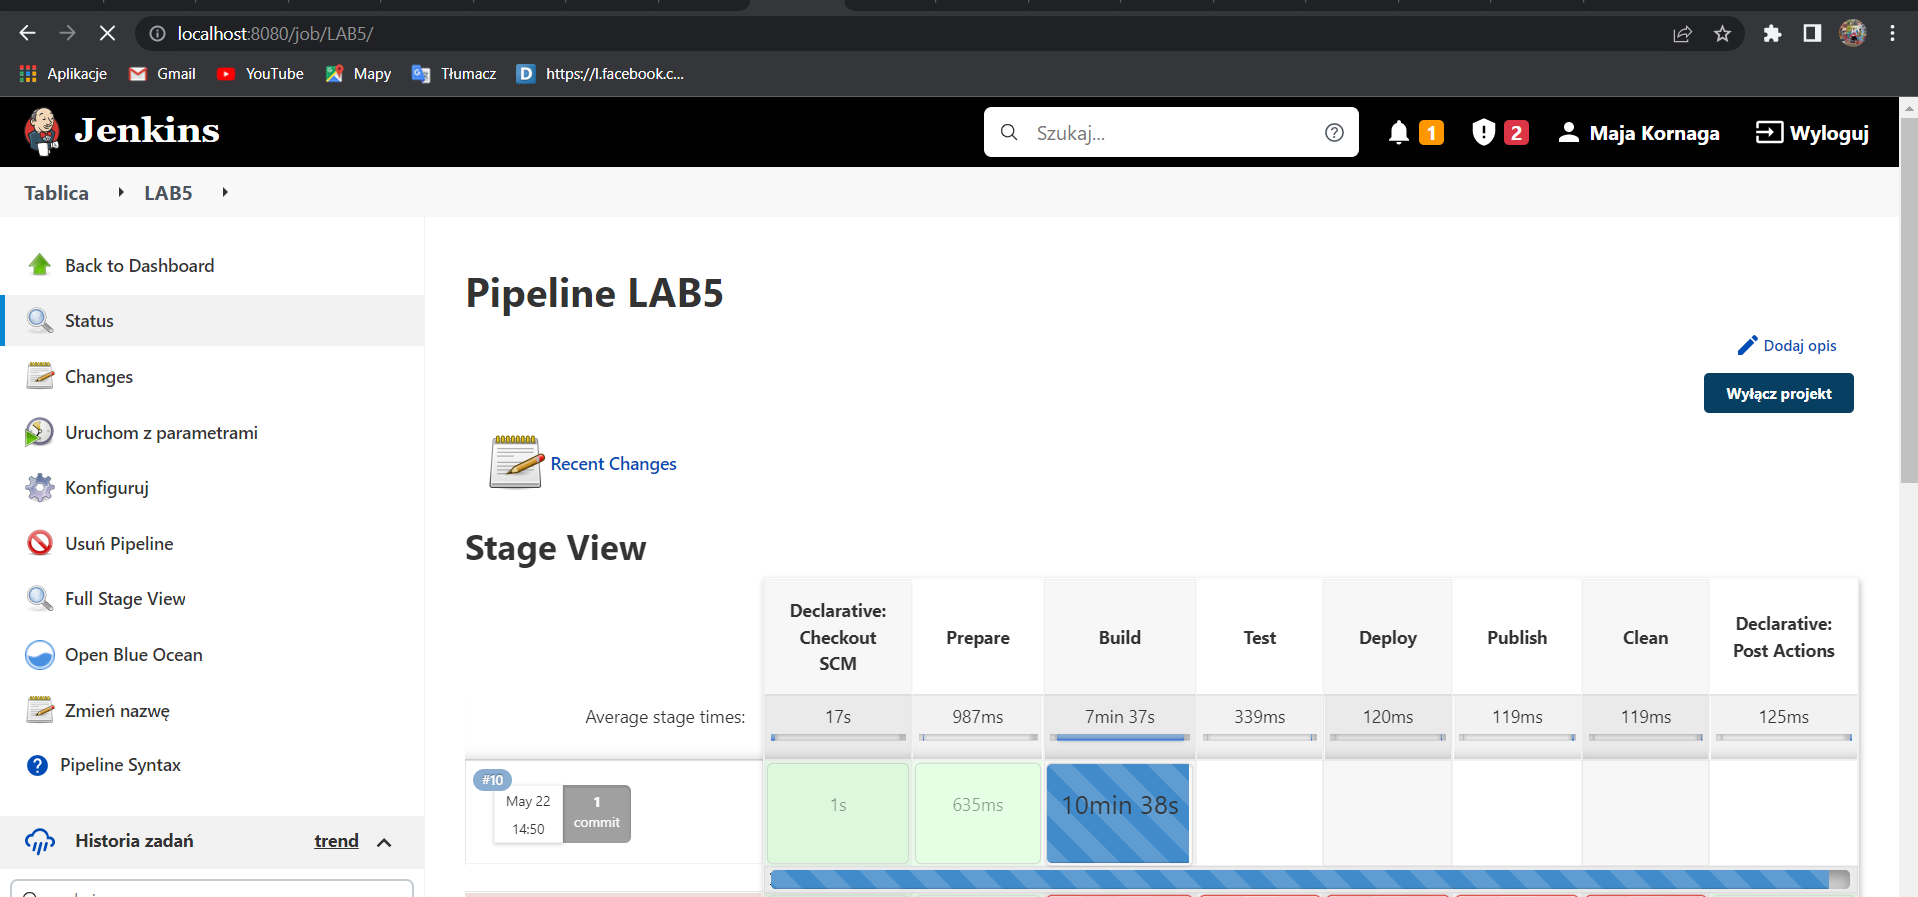 localhost:8080/job/LAB5/
Aplikacje Gmail YouTube Mapy Tłumacz https://l.facebook.c...
Jenkins
Szukaj...
1
2
Maja Kornaga
Wyloguj
Tablica LAB5
Back to Dashboard
Status
Changes
Uruchom z parametrami
Konfiguruj
Usuń Pipeline
Full Stage View
Open Blue Ocean
Zmień nazwę
Pipeline Syntax
Historia zadań trend
Pipeline LAB5
Dodaj opis
Wyłącz projekt
Recent Changes
Stage View
Declarative:
Checkout
SCM
Prepare
Build
Test
Deploy
Publish
Clean
Declarative:
Post Actions
Average stage times:
17s
987ms
7min 37s
339ms
120ms
119ms
119ms
125ms
#10
May 22
14:50
1
commit
1s
635ms
10min 38s